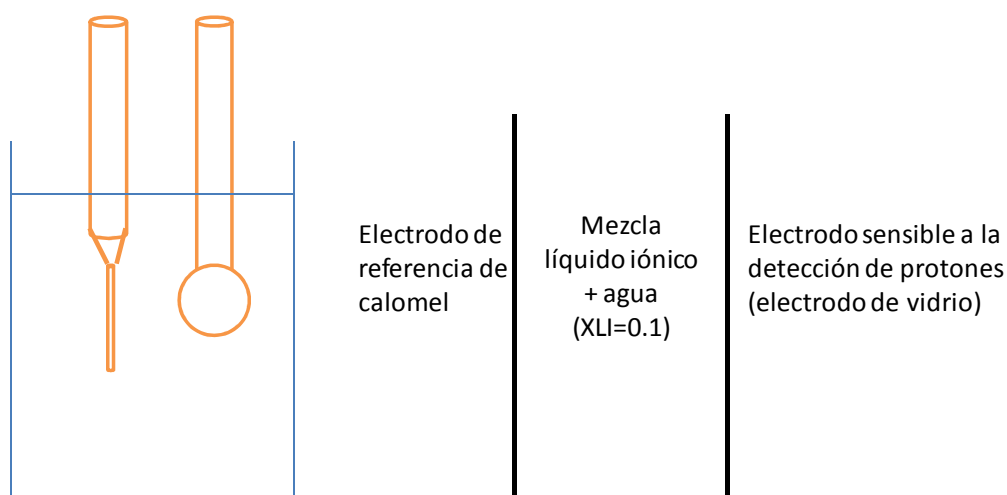 Electrodo de
referencia de
calomel
Mezcla
líquido iónico
+ agua
(XLI=0.1)
Electrodo sensible a la
detección de protones
(electrodo de vidrio)